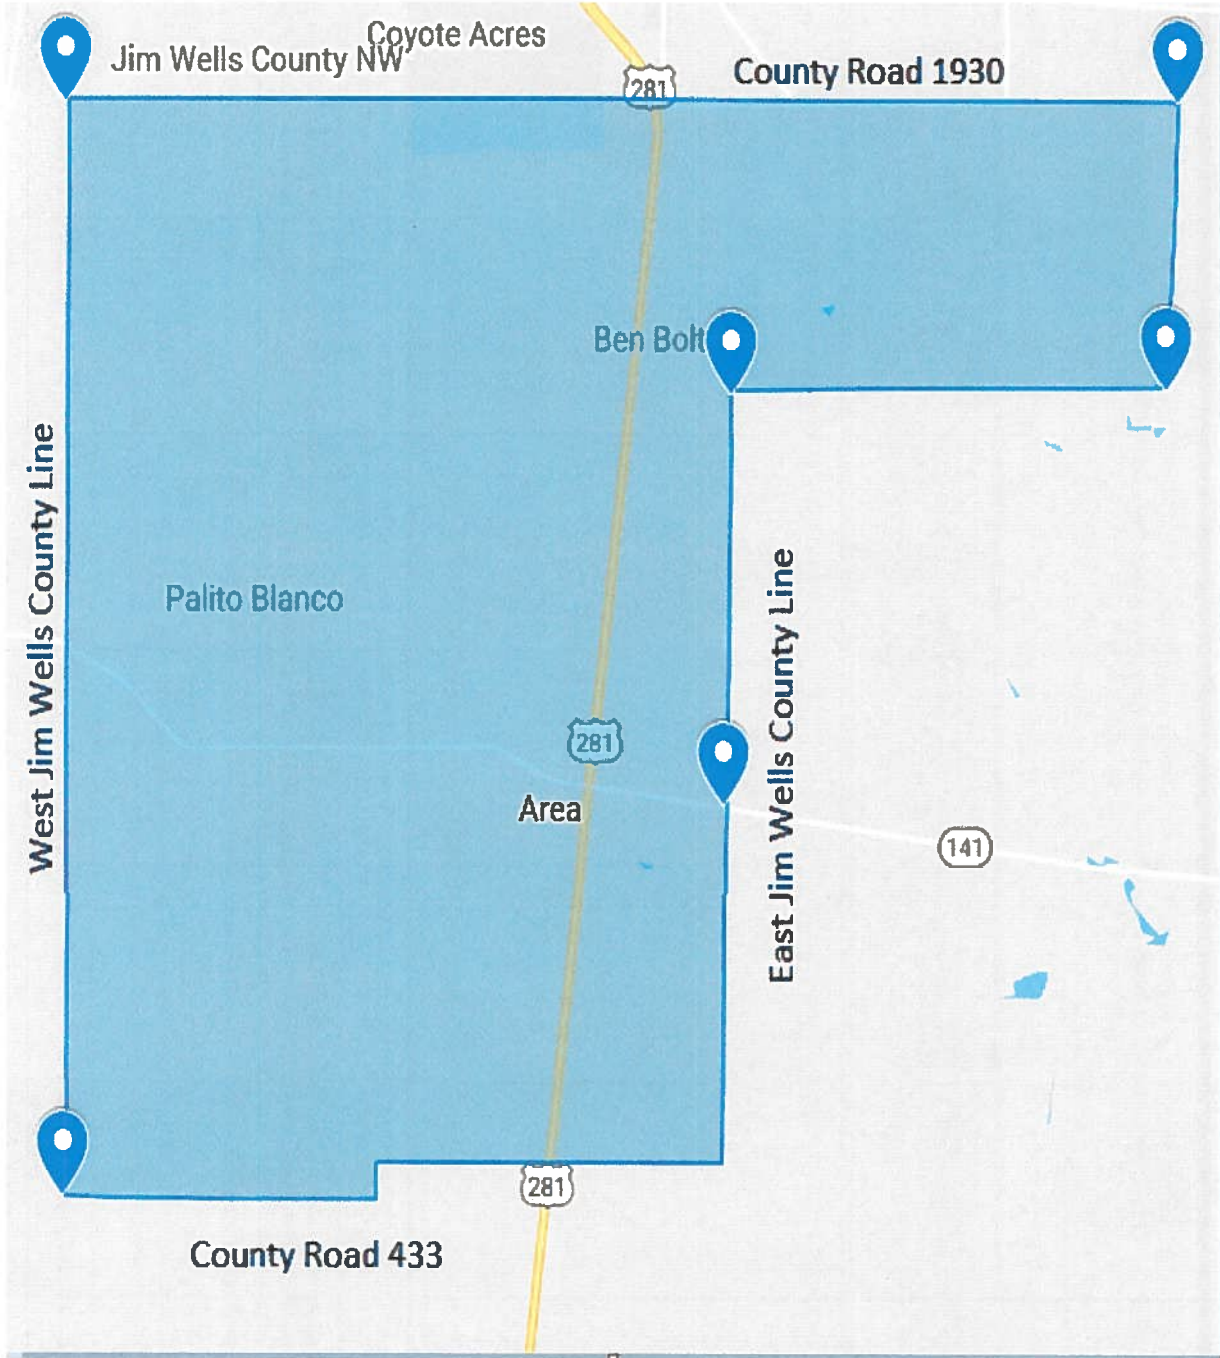 Coyote Acres
Jim Wells County NW
County Road 1930
281
Ben Bolt
West Jim Wells County Line
Palito Blanco
East Jim Wells County Line
281
Area
141
281
County Road 433